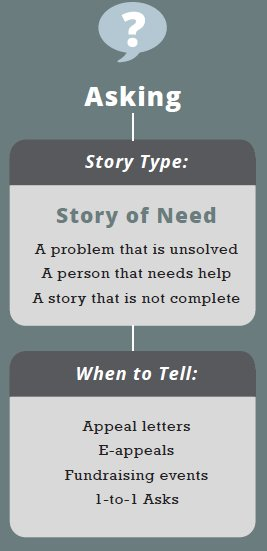 ?
Asking
Story Type:
Story of Need
A problem that is unsolved
A person that needs help
A story that is not complete
When to Tell:
Appeal letters
E-appeals
Fundraising events
1-to-1 Asks